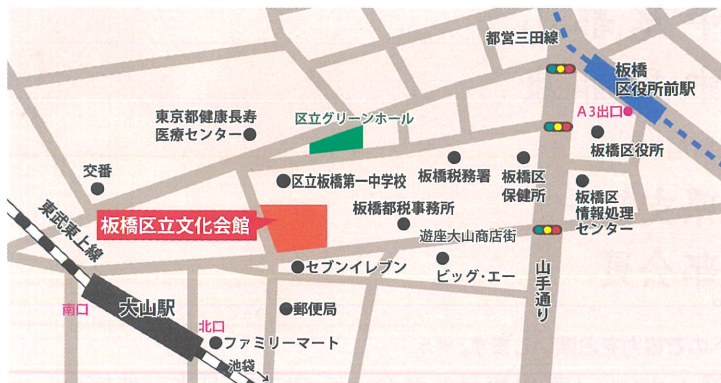 都営三田線
板橋
区役所前駅
A3出口
板橋区役所
東京都健康長寿
医療センター
区立グリーンホール
交番
区立板橋第一中学校
板橋税務署
板橋区
保健所
板橋区
情報処理
センター
板橋区立文化会館
板橋都税事務所
遊座大山商店街
東武東上線
セブンイレブン
ビッグ・エー
山手通り
南口
大山駅
郵便局
北口
ファミリーマート
池袋